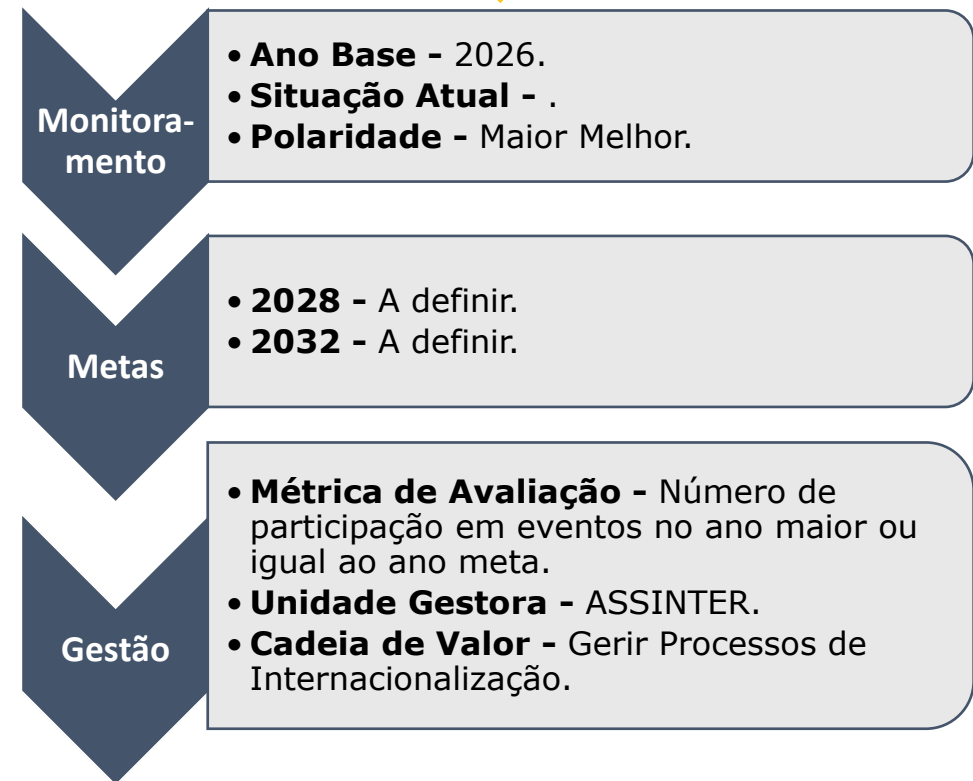 Monitora-
mento
• Ano Base - 2026.
• Situação Atual - .
• Polaridade - Maior Melhor.
Metas
• 2028 - A definir.
• 2032 - A definir.
Gestão
• Métrica de Avaliação - Número de
participação em eventos no ano maior ou
igual ao ano meta.
• Unidade Gestora - ASSINTER.
• Cadeia de Valor - Gerir Processos de
Internacionalização.